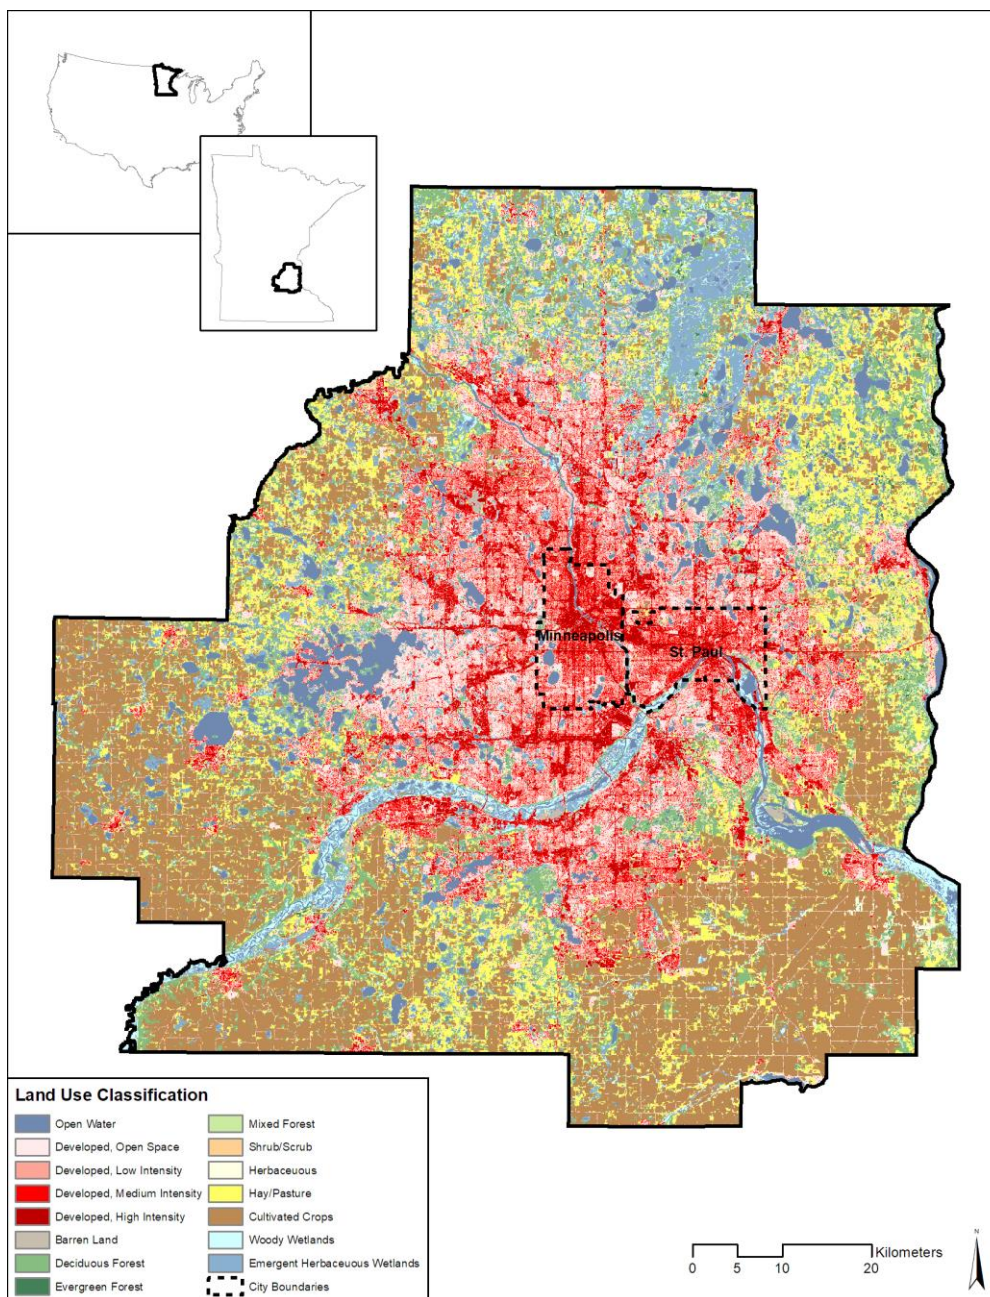 Minneapolis
St. Paul
Land Use Classification
Open Water
Developed, Open Space
Developed, Low Intensity
Developed, Medium Intensity
Developed, High Intensity
Barren Land
Deciduous Forest
Evergreen Forest
Mixed Forest
Shrub/Scrub
Herbaceuous
Hay/Pasture
Cultivated Crops
Woody Wetlands
Emergent Herbaceuous Wetlands
City Boundaries
Kilometers
0 5 10 20
N